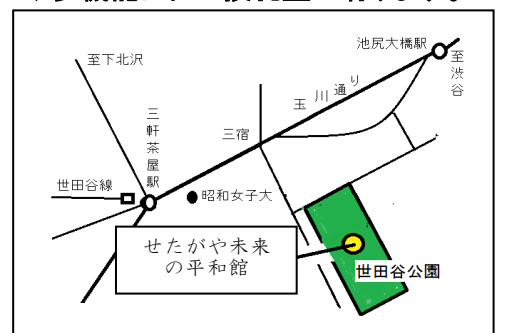 池尻大橋駅
至渋谷
至下北沢
玉川通り
三宿
三軒茶屋駅
世田谷線
昭和女子大
せたがや未来
の平和館
世田谷公園